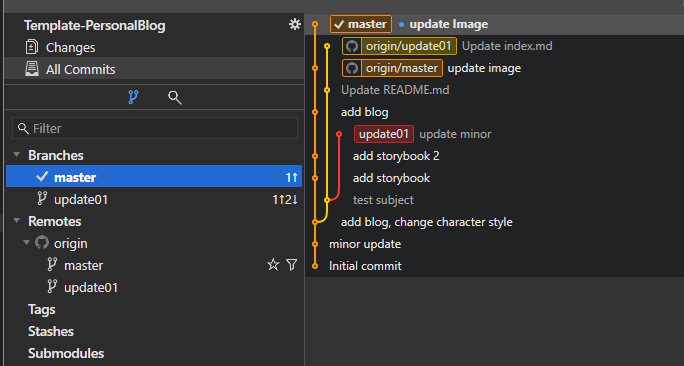 Template-PersonalBlog
Changes
All Commits
Filter
Branches
master 1↑
update01 1↑2↓
Remotes
origin
master
update01
Tags
Stashes
Submodules
master update Image
origin/update01 Update index.md
origin/master update image
Update README.md
add blog
update01 update minor
add storybook 2
add storybook
test subject
add blog, change character style
minor update
Initial commit